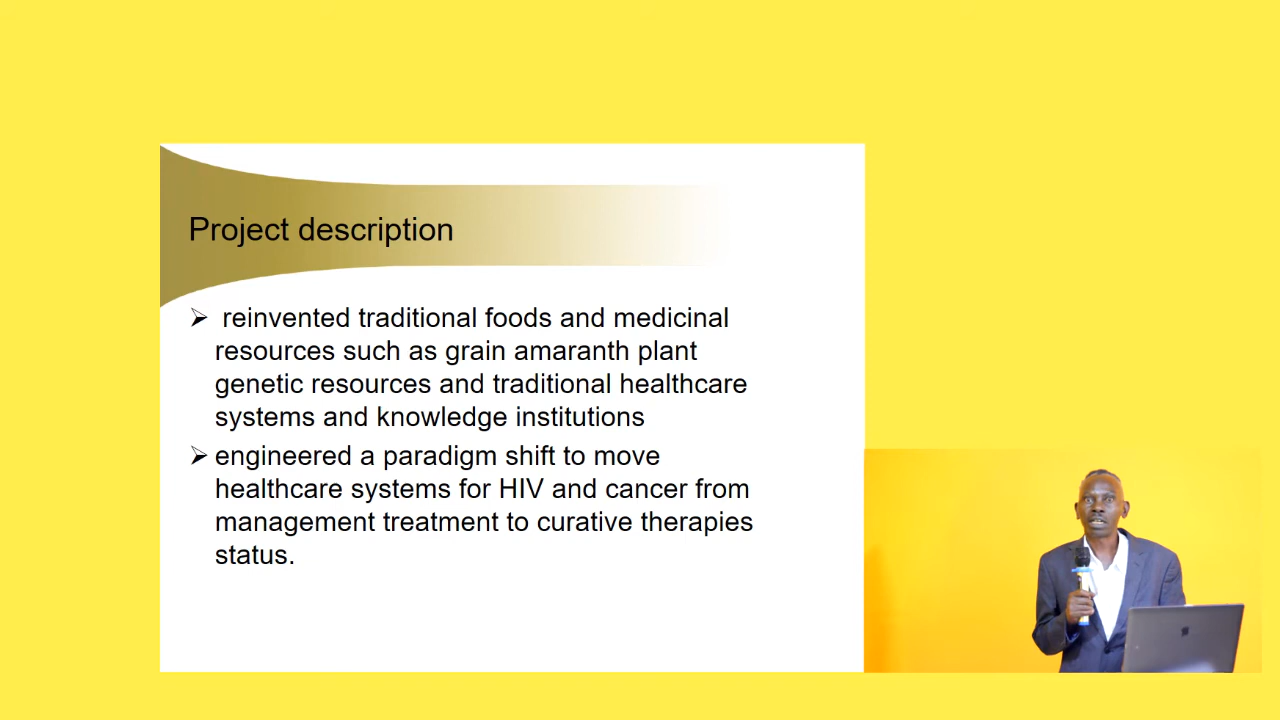 Project description
➢ reinvented traditional foods and medicinal
resources such as grain amaranth plant
genetic resources and traditional healthcare
systems and knowledge institutions
➢ engineered a paradigm shift to move
healthcare systems for HIV and cancer from
management treatment to curative therapies
status.